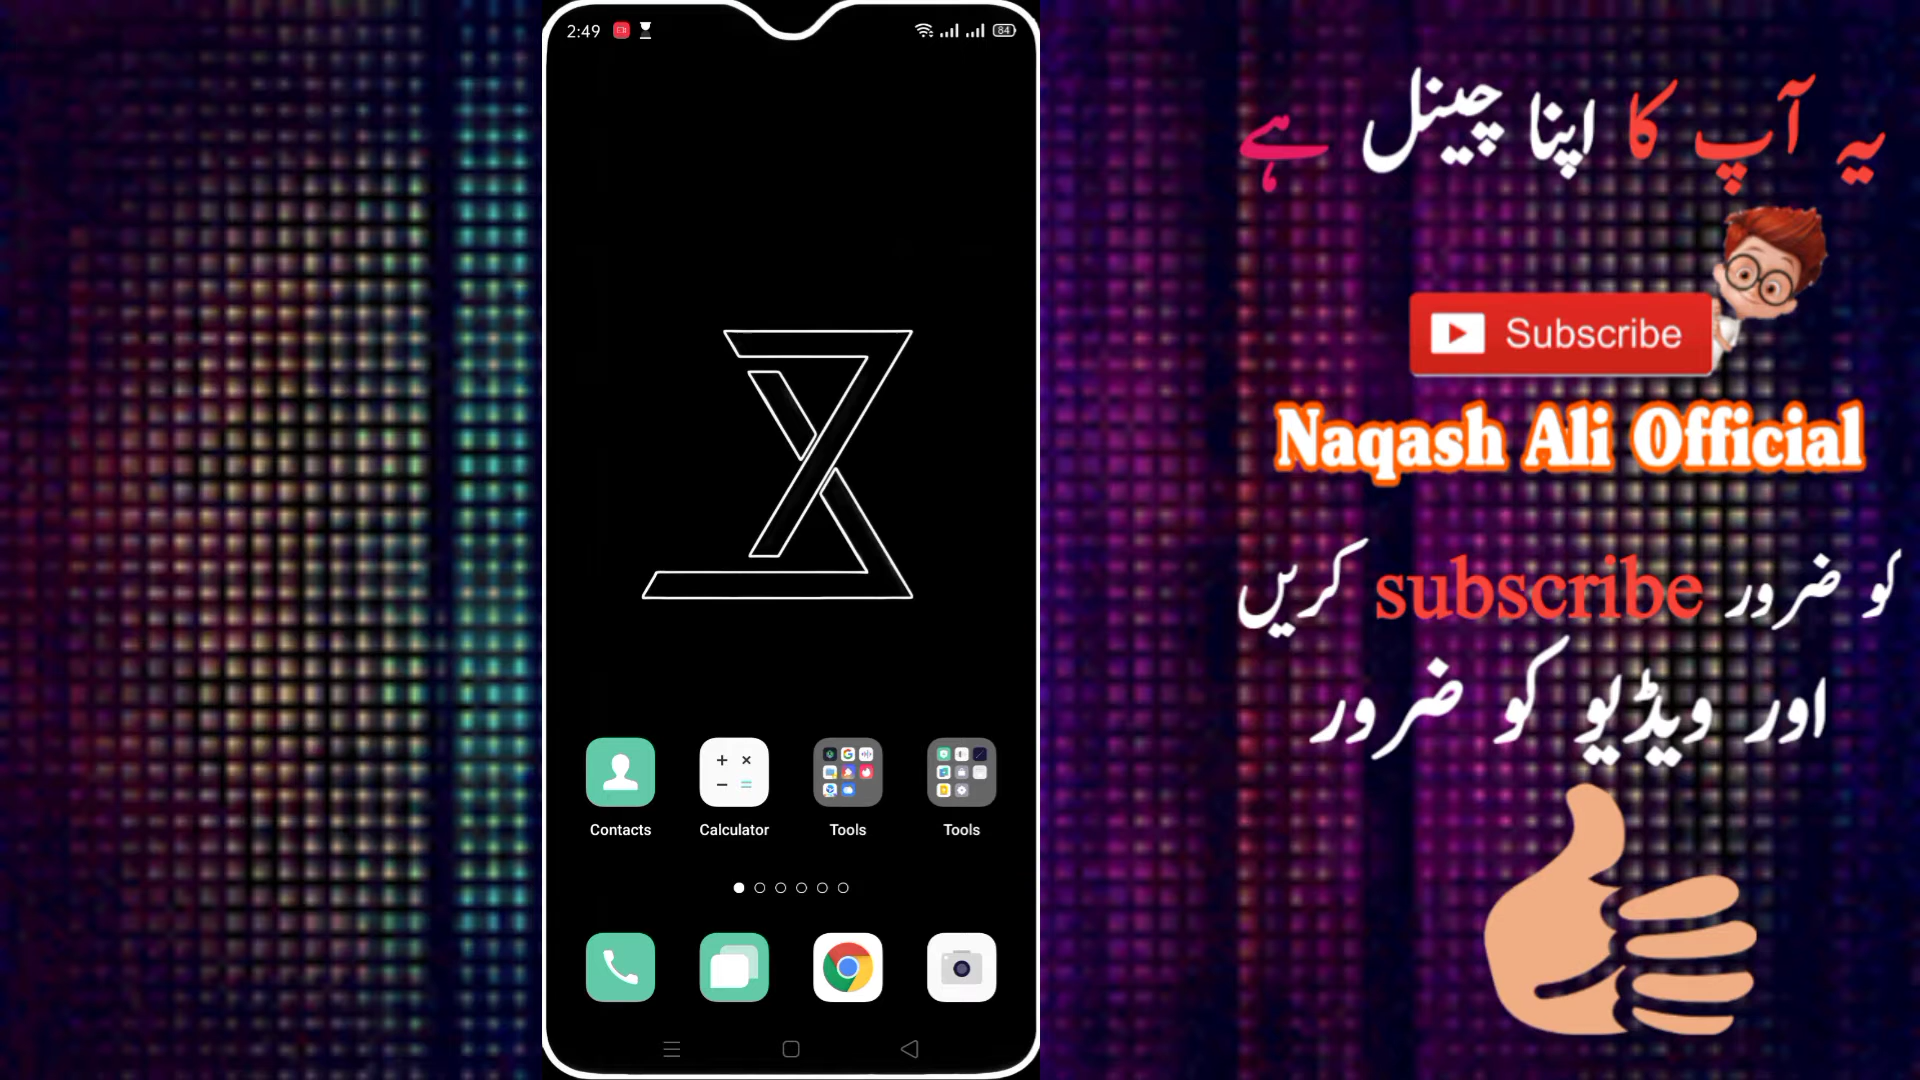 2:49
84
Contacts
Calculator
Tools
Tools
یہ آپ کا اپنا چینل ہے
Subscribe
Naqash Ali Official
کو ضرور subscribe کریں
اور ویڈیو کو ضرور